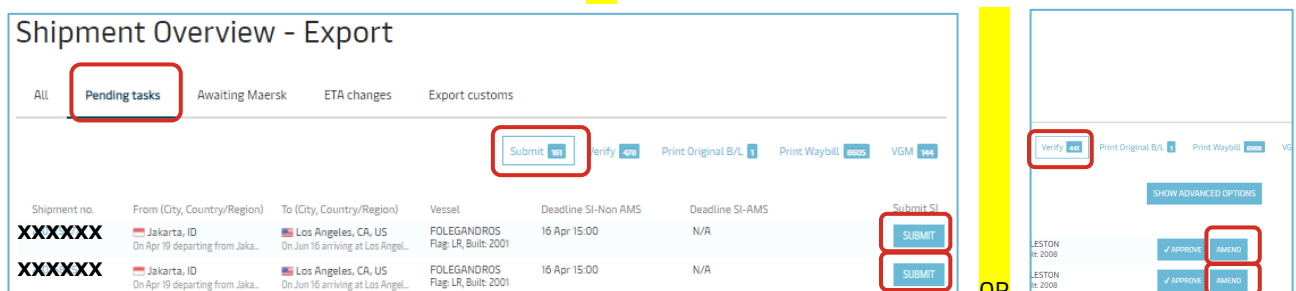 Shipment Overview - Export
All Pending tasks Awaiting Maersk ETA changes Export customs
Submit 161 Verify 478 Print Original B/L 1 Print Waybill 8605 VGM 144
Shipment no. From (City, Country/Region) To (City, Country/Region) Vessel Deadline SI-Non AMS Deadline SI-AMS Submit SI
XXXXXX Jakarta, ID Los Angeles, CA, US FOLEGANDROS 16 Apr 15:00 N/A SUBMIT
On Apr 19 departing from Jaka... On Jun 16 arriving at Los Angel... Flag: LR, Built: 2001
XXXXXX Jakarta, ID Los Angeles, CA, US FOLEGANDROS 16 Apr 15:00 N/A SUBMIT
On Apr 19 departing from Jaka... On Jun 16 arriving at Los Angel... Flag: LR, Built: 2001
OR
Verify 441 Print Original B/L 1 Print Waybill VG
SHOW ADVANCED OPTIONS
LESTON ✓ APPROVE AMEND
lt: 2008
LESTON ✓ APPROVE AMEND
lt: 2008